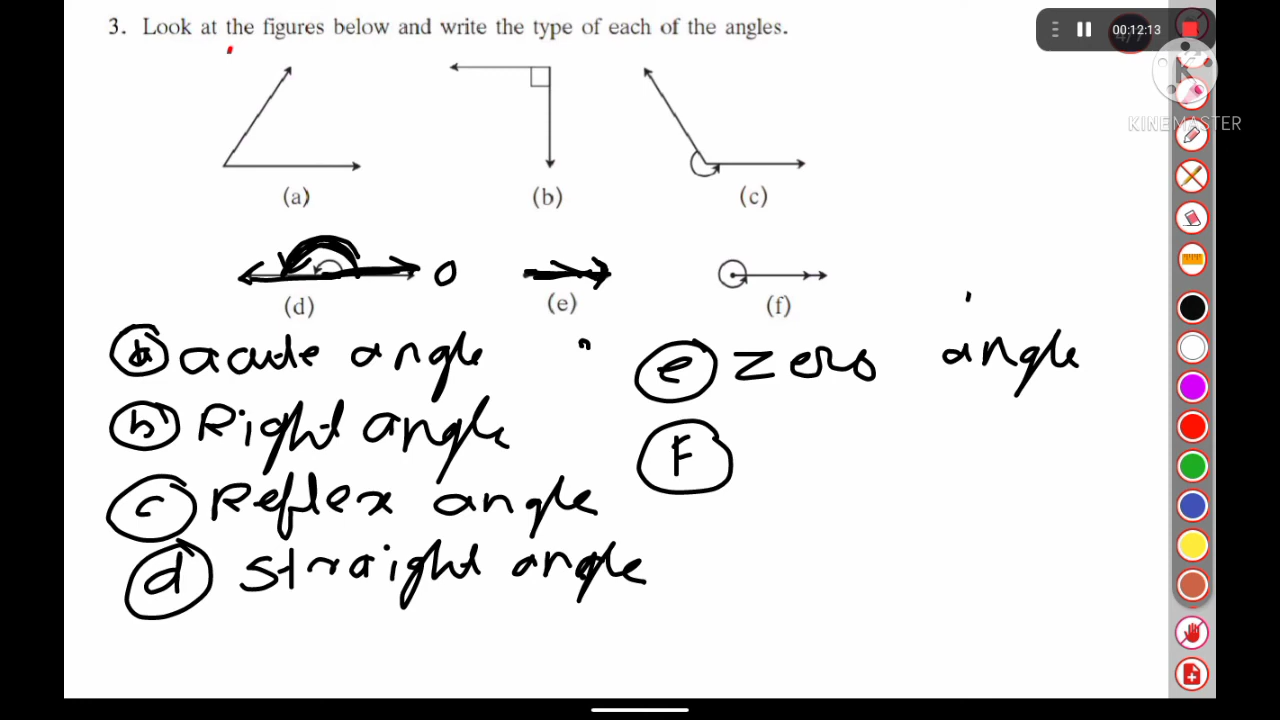 3. Look at the figures below and write the type of each of the angles.
00:12:13
KINEMASTER
(a) (b) (c)
0
(d) (e) (f)
a acute angle
e zero angle
b Right angle
F
c Reflex angle
d straight angle